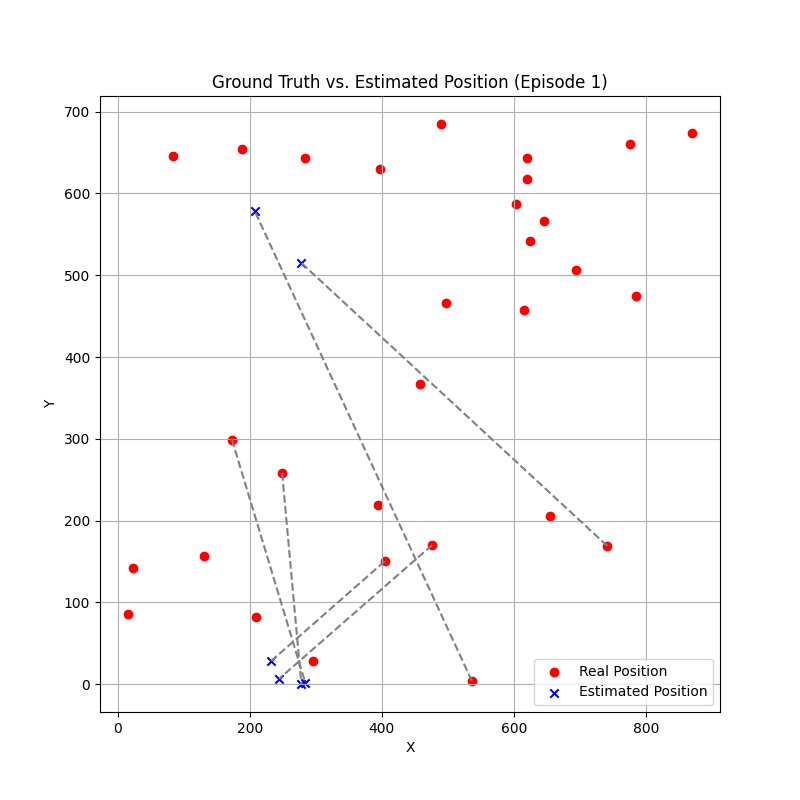 Ground Truth vs. Estimated Position (Episode 1)
700
600
500
400
300
200
100
0
Y
0 200 400 600 800
X
Real Position
Estimated Position